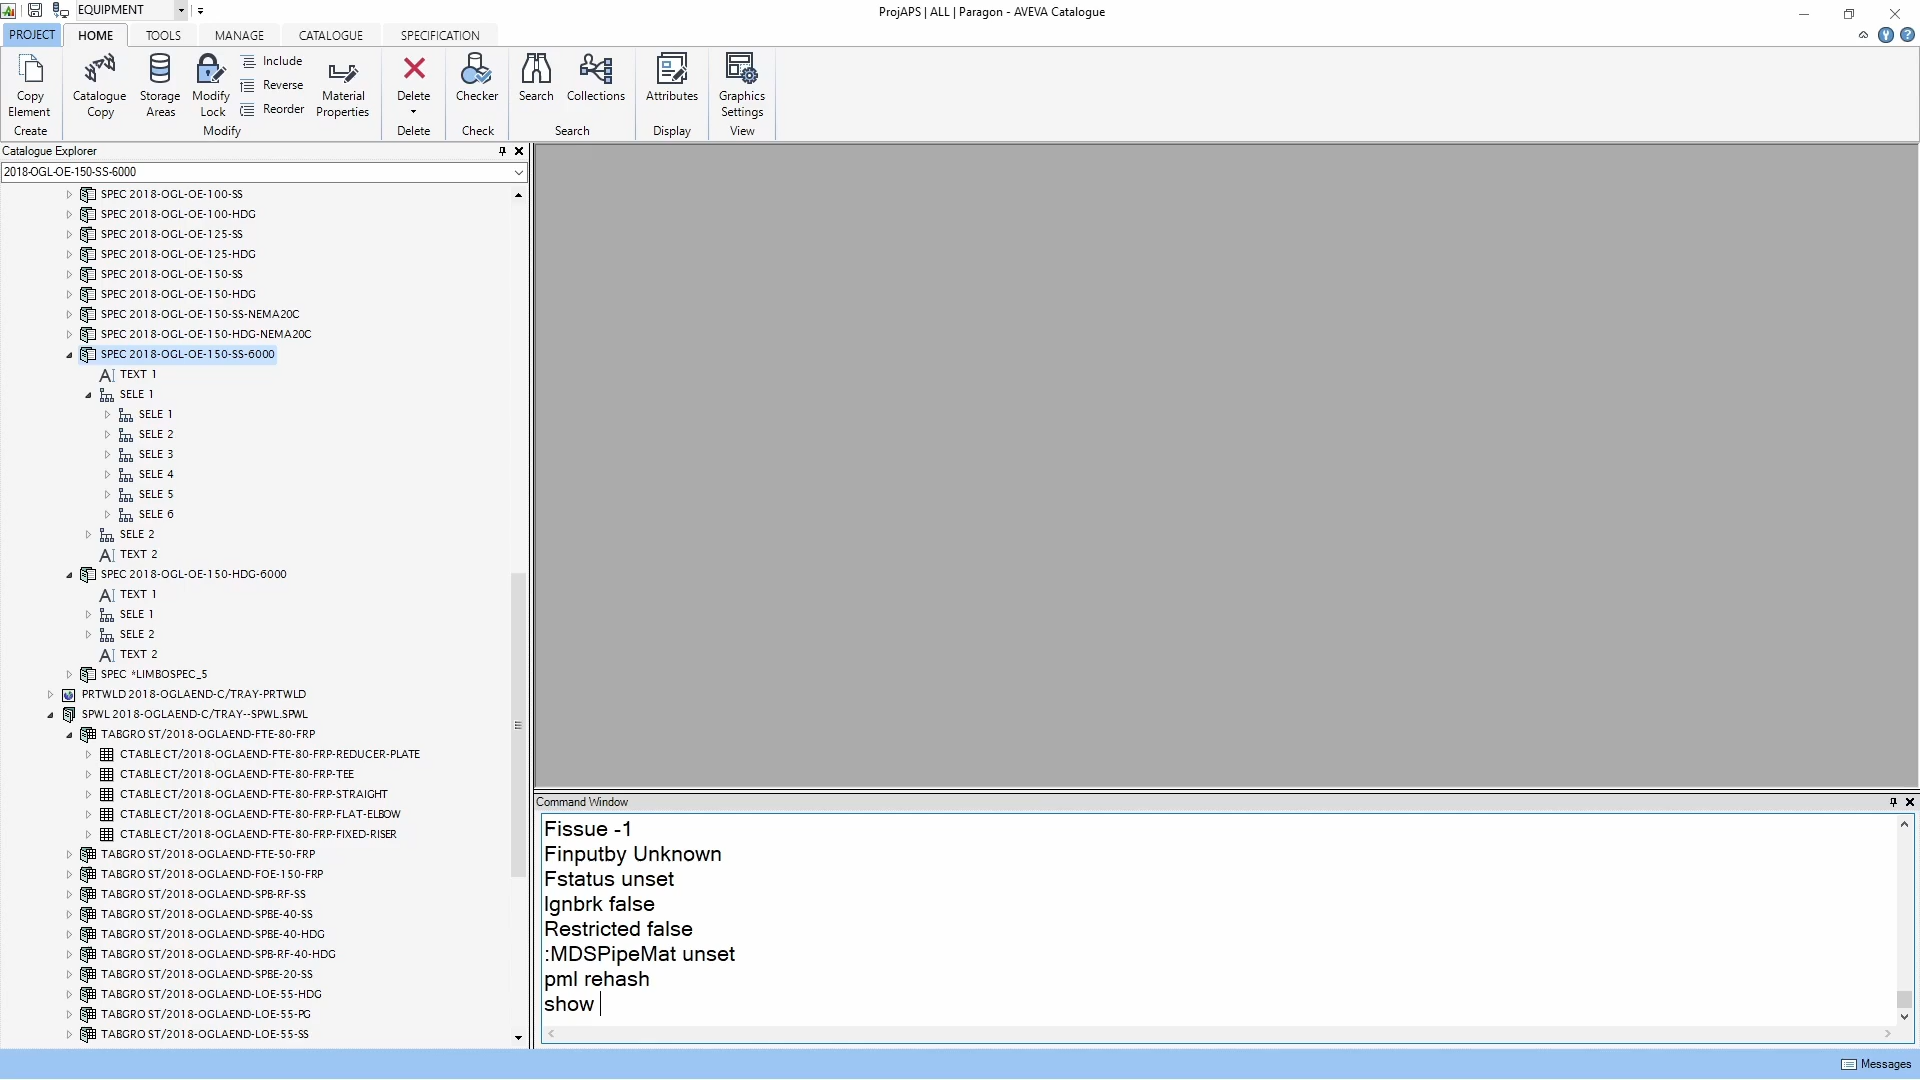 EQUIPMENT
ProjAPS | ALL | Paragon - AVEVA Catalogue
PROJECT
HOME
TOOLS
MANAGE
CATALOGUE
SPECIFICATION
Copy Element
Catalogue Copy
Storage Areas
Modify Lock
Include
Reverse
Reorder
Material Properties
Delete
Checker
Search
Collections
Attributes
Graphics Settings
Create
Modify
Delete
Check
Search
Display
View
Catalogue Explorer
2018-OGL-OE-150-SS-6000
SPEC 2018-OGL-OE-100-SS
SPEC 2018-OGL-OE-100-HDG
SPEC 2018-OGL-OE-125-SS
SPEC 2018-OGL-OE-125-HDG
SPEC 2018-OGL-OE-150-SS
SPEC 2018-OGL-OE-150-HDG
SPEC 2018-OGL-OE-150-SS-NEMA20C
SPEC 2018-OGL-OE-150-HDG-NEMA20C
SPEC 2018-OGL-OE-150-SS-6000
TEXT 1
SELE 1
SELE 1
SELE 2
SELE 3
SELE 4
SELE 5
SELE 6
SELE 2
TEXT 2
SPEC 2018-OGL-OE-150-HDG-6000
TEXT 1
SELE 1
SELE 2
TEXT 2
SPEC *LIMBOSPEC_5
PRTWLD 2018-OGLAEND-C/TRAY-PRTWLD
SPWL 2018-OGLAEND-C/TRAY--SPWL.SPWL
TABGRO ST/2018-OGLAEND-FTE-80-FRP
CTABLE CT/2018-OGLAEND-FTE-80-FRP-REDUCER-PLATE
CTABLE CT/2018-OGLAEND-FTE-80-FRP-TEE
CTABLE CT/2018-OGLAEND-FTE-80-FRP-STRAIGHT
CTABLE CT/2018-OGLAEND-FTE-80-FRP-FLAT-ELBOW
CTABLE CT/2018-OGLAEND-FTE-80-FRP-FIXED-RISER
TABGRO ST/2018-OGLAEND-FTE-50-FRP
TABGRO ST/2018-OGLAEND-FOE-150-FRP
TABGRO ST/2018-OGLAEND-SPB-RF-SS
TABGRO ST/2018-OGLAEND-SPBE-40-SS
TABGRO ST/2018-OGLAEND-SPBE-40-HDG
TABGRO ST/2018-OGLAEND-SPB-RF-40-HDG
TABGRO ST/2018-OGLAEND-SPBE-20-SS
TABGRO ST/2018-OGLAEND-LOE-55-HDG
TABGRO ST/2018-OGLAEND-LOE-55-PG
TABGRO ST/2018-OGLAEND-LOE-55-SS
Command Window
Fissue -1
Finputby Unknown
Fstatus unset
Ignbrk false
Restricted false
:MDSPipeMat unset
pml rehash
show
Messages